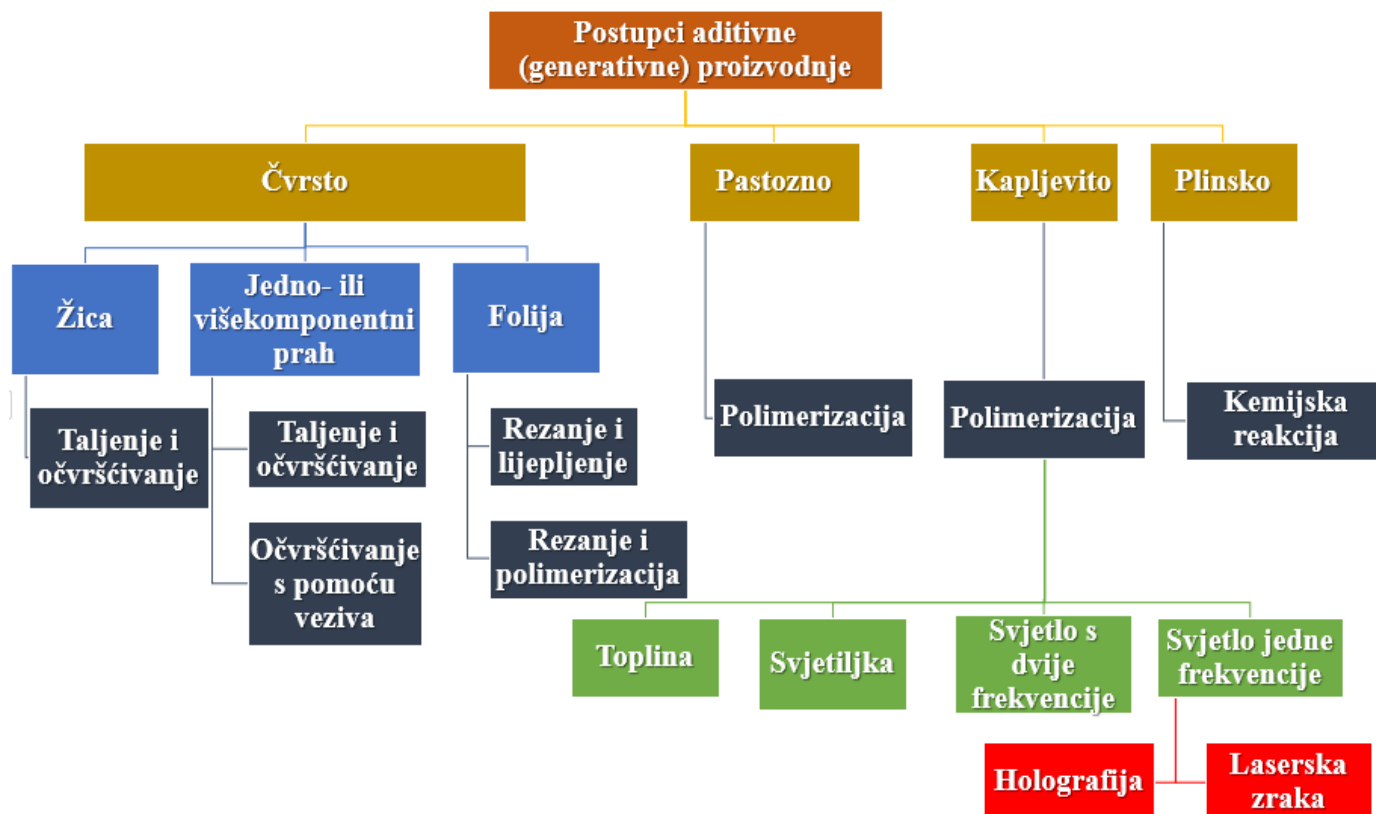 Postupci aditivne
(generativne) proizvodnje
Čvrsto
Pastozno
Kapljevito
Plinsko
Žica
Jedno- ili
višekomponentni
prah
Folija
Taljenje i
očvršćivanje
Taljenje i
očvršćivanje
Očvršćivanje
s pomoću
veziva
Rezanje i
lijepljenje
Rezanje i
polimerizacija
Polimerizacija
Polimerizacija
Kemijska
reakcija
Toplina
Svjetiljka
Svjetlo s
dvije
frekvencije
Svjetlo jedne
frekvencije
Holografija
Laserska
zraka